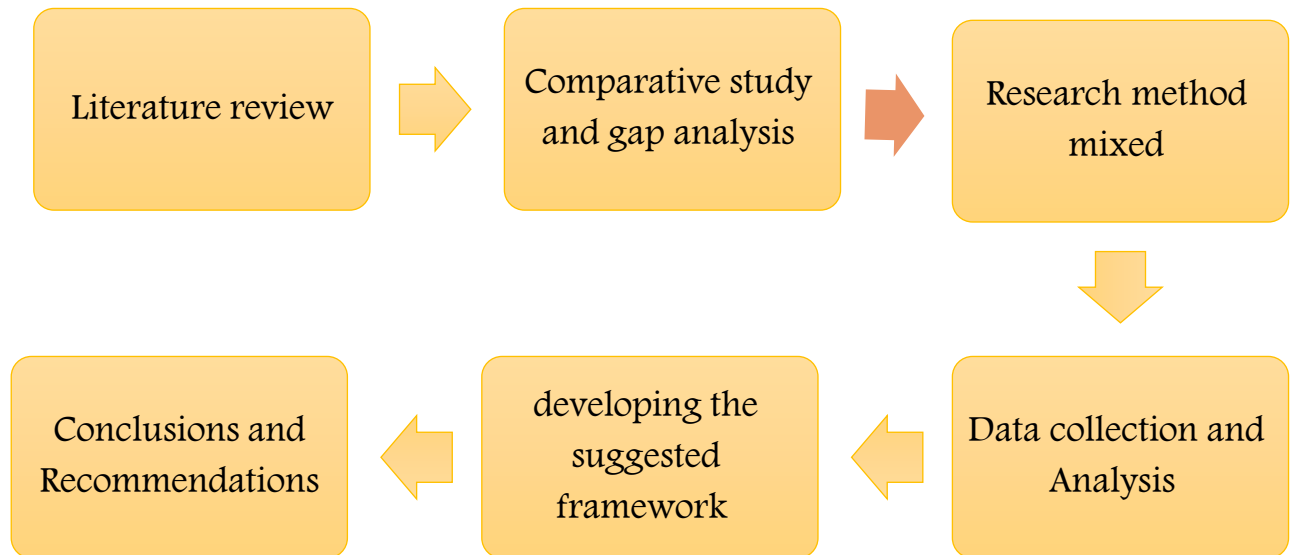 Literature review
Comparative study
and gap analysis
Research method
mixed
Data collection and
Analysis
developing the
suggested
framework
Conclusions and
Recommendations